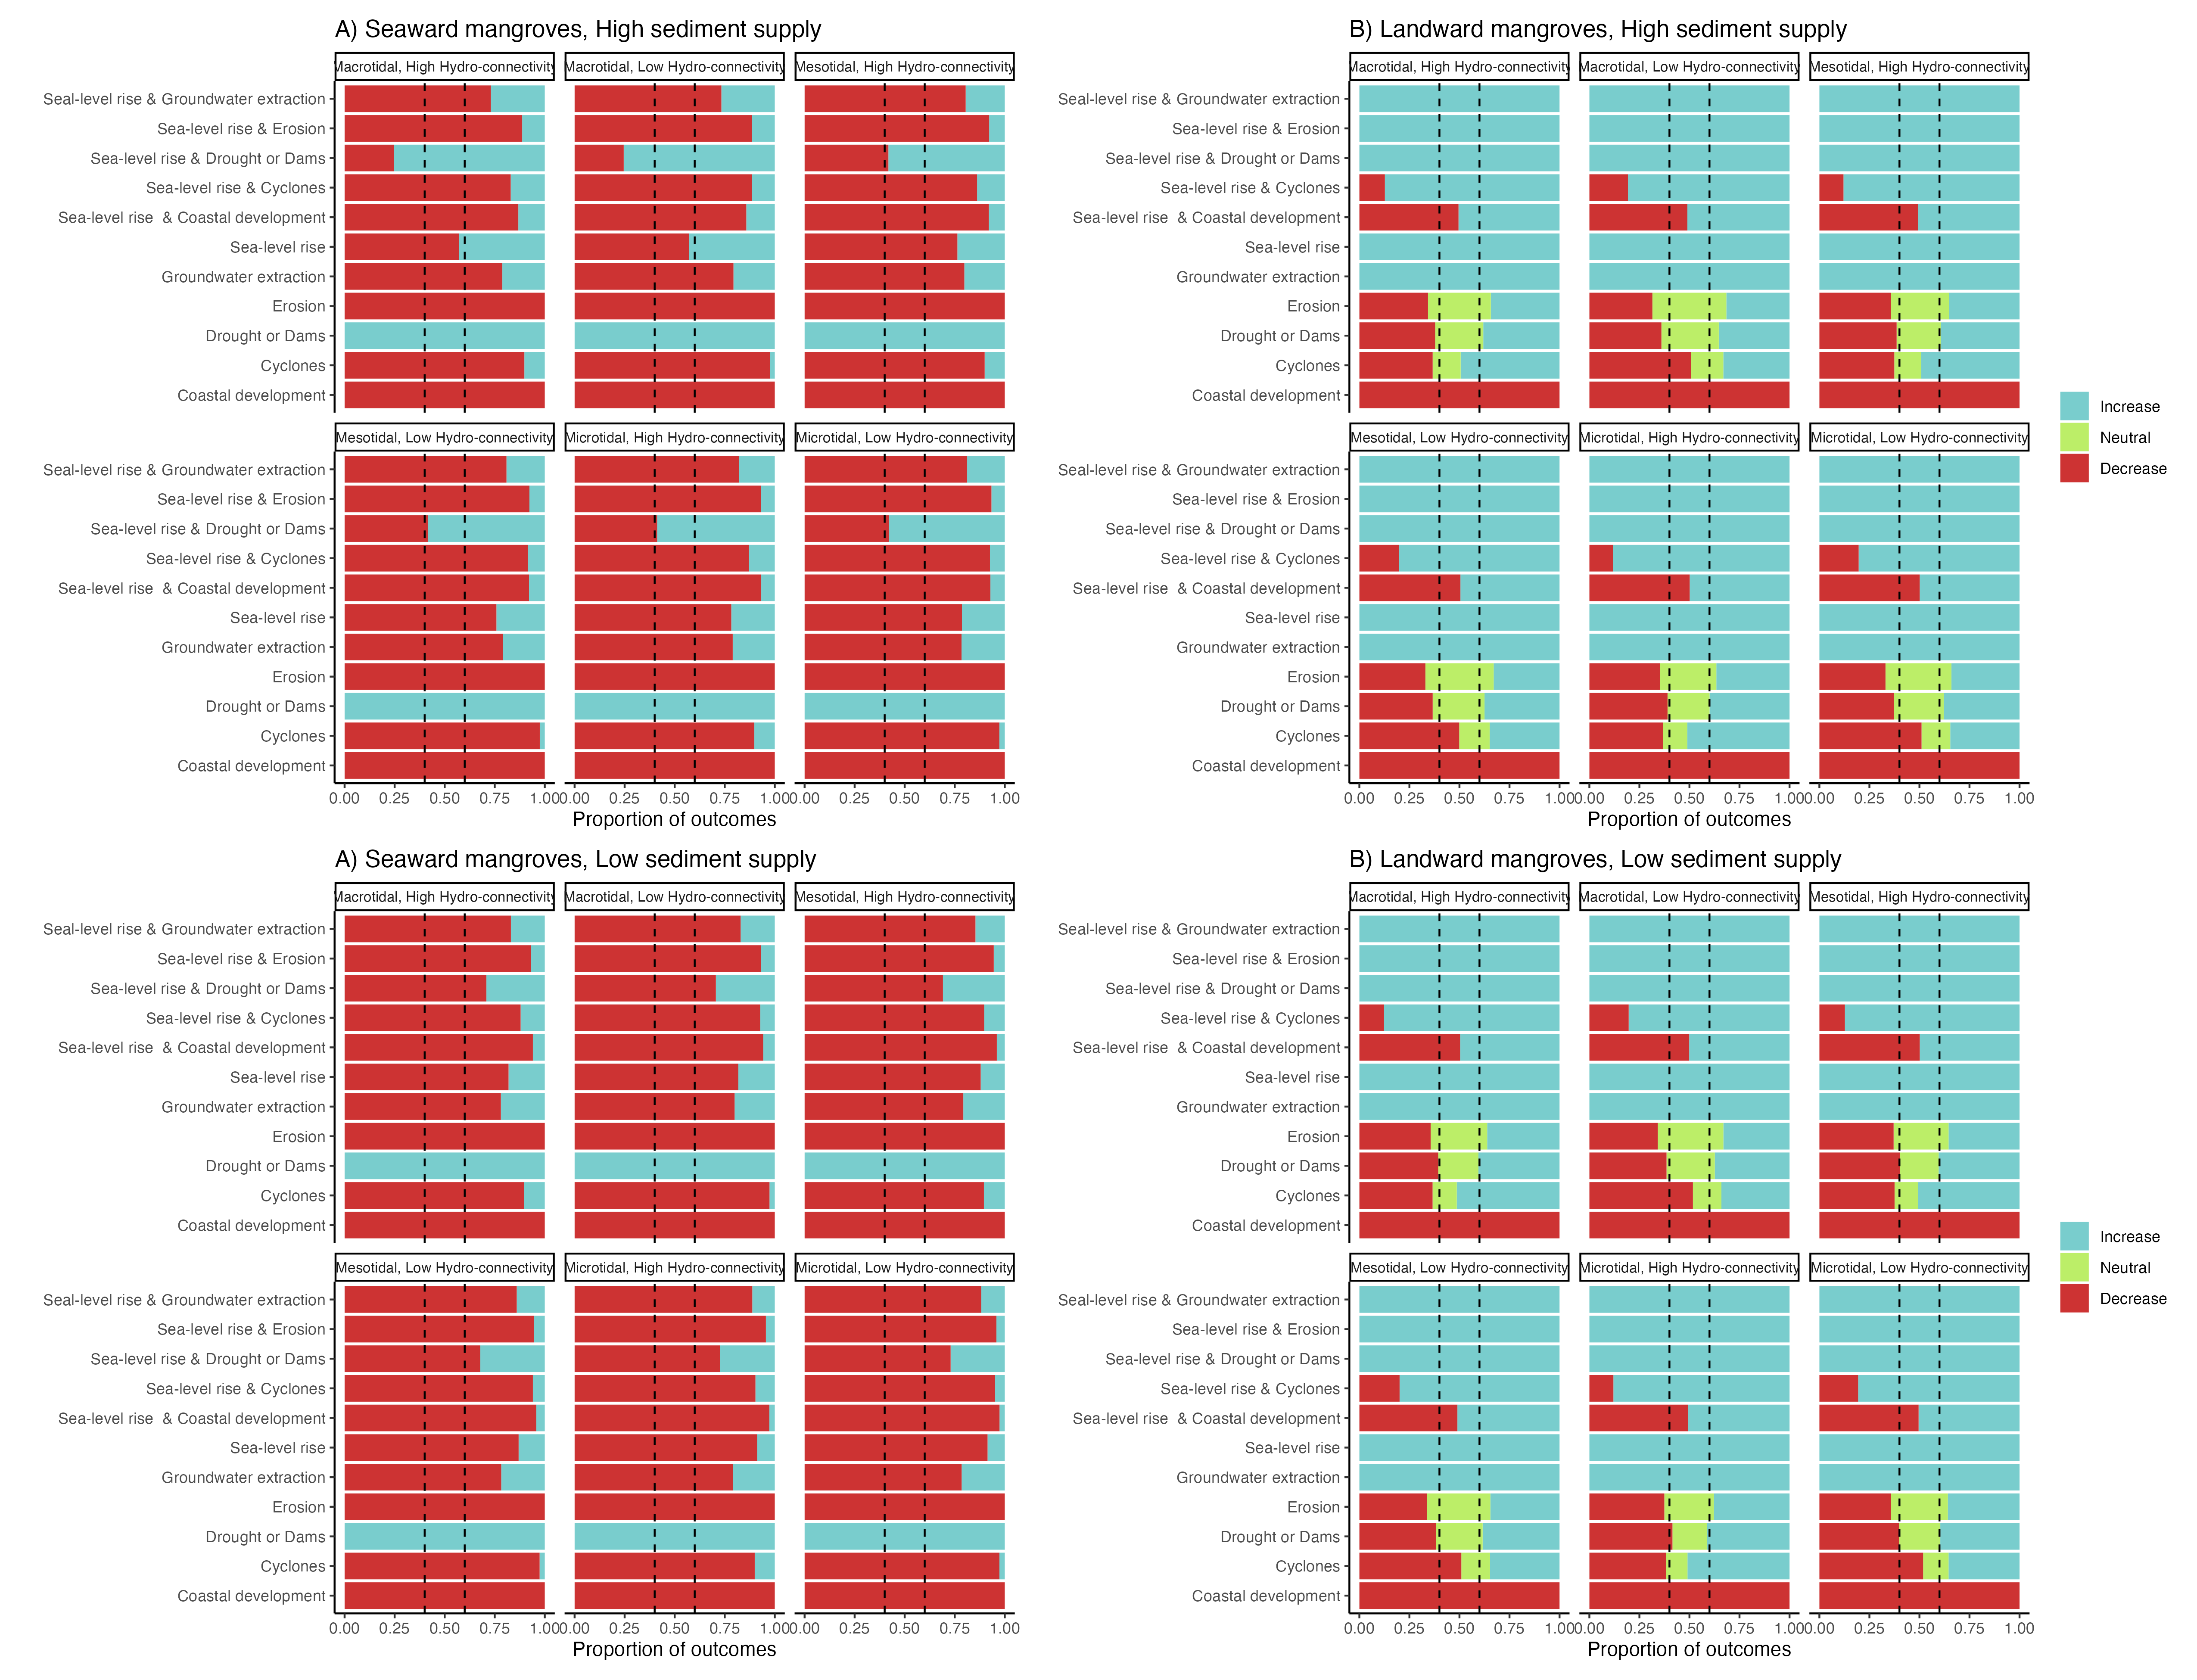 A) Seaward mangroves, High sediment supply
Macrotidal, High Hydro-connectivity Macrotidal, Low Hydro-connectivity Mesotidal, High Hydro-connectivity
Seal-level rise & Groundwater extraction
Sea-level rise & Erosion
Sea-level rise & Drought or Dams
Sea-level rise & Cyclones
Sea-level rise & Coastal development
Sea-level rise
Groundwater extraction
Erosion
Drought or Dams
Cyclones
Coastal development
Mesotidal, Low Hydro-connectivity Microtidal, High Hydro-connectivity Microtidal, Low Hydro-connectivity
Seal-level rise & Groundwater extraction
Sea-level rise & Erosion
Sea-level rise & Drought or Dams
Sea-level rise & Cyclones
Sea-level rise & Coastal development
Sea-level rise
Groundwater extraction
Erosion
Drought or Dams
Cyclones
Coastal development
0.00 0.25 0.50 0.75 1.00 0.00 0.25 0.50 0.75 1.00 0.00 0.25 0.50 0.75 1.00
Proportion of outcomes
B) Landward mangroves, High sediment supply
Macrotidal, High Hydro-connectivity Macrotidal, Low Hydro-connectivity Mesotidal, High Hydro-connectivity
Seal-level rise & Groundwater extraction
Sea-level rise & Erosion
Sea-level rise & Drought or Dams
Sea-level rise & Cyclones
Sea-level rise & Coastal development
Sea-level rise
Groundwater extraction
Erosion
Drought or Dams
Cyclones
Coastal development
Mesotidal, Low Hydro-connectivity Microtidal, High Hydro-connectivity Microtidal, Low Hydro-connectivity
Seal-level rise & Groundwater extraction
Sea-level rise & Erosion
Sea-level rise & Drought or Dams
Sea-level rise & Cyclones
Sea-level rise & Coastal development
Sea-level rise
Groundwater extraction
Erosion
Drought or Dams
Cyclones
Coastal development
0.00 0.25 0.50 0.75 1.00 0.00 0.25 0.50 0.75 1.00 0.00 0.25 0.50 0.75 1.00
Proportion of outcomes
Increase
Neutral
Decrease
A) Seaward mangroves, Low sediment supply
Macrotidal, High Hydro-connectivity Macrotidal, Low Hydro-connectivity Mesotidal, High Hydro-connectivity
Seal-level rise & Groundwater extraction
Sea-level rise & Erosion
Sea-level rise & Drought or Dams
Sea-level rise & Cyclones
Sea-level rise & Coastal development
Sea-level rise
Groundwater extraction
Erosion
Drought or Dams
Cyclones
Coastal development
Mesotidal, Low Hydro-connectivity Microtidal, High Hydro-connectivity Microtidal, Low Hydro-connectivity
Seal-level rise & Groundwater extraction
Sea-level rise & Erosion
Sea-level rise & Drought or Dams
Sea-level rise & Cyclones
Sea-level rise & Coastal development
Sea-level rise
Groundwater extraction
Erosion
Drought or Dams
Cyclones
Coastal development
0.00 0.25 0.50 0.75 1.00 0.00 0.25 0.50 0.75 1.00 0.00 0.25 0.50 0.75 1.00
Proportion of outcomes
B) Landward mangroves, Low sediment supply
Macrotidal, High Hydro-connectivity Macrotidal, Low Hydro-connectivity Mesotidal, High Hydro-connectivity
Seal-level rise & Groundwater extraction
Sea-level rise & Erosion
Sea-level rise & Drought or Dams
Sea-level rise & Cyclones
Sea-level rise & Coastal development
Sea-level rise
Groundwater extraction
Erosion
Drought or Dams
Cyclones
Coastal development
Mesotidal, Low Hydro-connectivity Microtidal, High Hydro-connectivity Microtidal, Low Hydro-connectivity
Seal-level rise & Groundwater extraction
Sea-level rise & Erosion
Sea-level rise & Drought or Dams
Sea-level rise & Cyclones
Sea-level rise & Coastal development
Sea-level rise
Groundwater extraction
Erosion
Drought or Dams
Cyclones
Coastal development
0.00 0.25 0.50 0.75 1.00 0.00 0.25 0.50 0.75 1.00 0.00 0.25 0.50 0.75 1.00
Proportion of outcomes
Increase
Neutral
Decrease